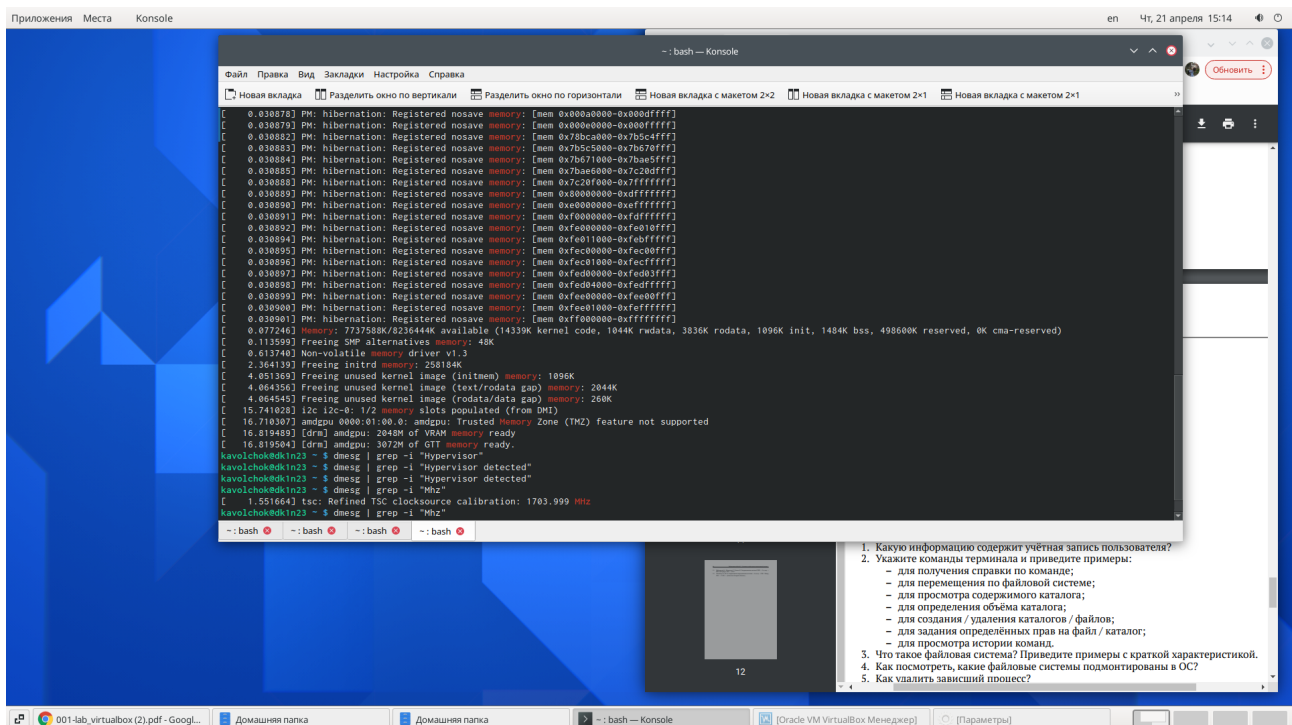 Приложения Места Konsole en Чт, 21 апреля 15:14
~ : bash — Konsole
Обновить
Файл Правка Вид Закладки Настройка Справка
Новая вкладка Разделить окно по вертикали Разделить окно по горизонтали Новая вкладка с макетом 2×2 Новая вкладка с макетом 2×1 Новая вкладка с макетом 2×1 »
[    0.030878] PM: hibernation: Registered nosave memory: [mem 0x000a0000-0x000dffff]
[    0.030879] PM: hibernation: Registered nosave memory: [mem 0x000e0000-0x000fffff]
[    0.030882] PM: hibernation: Registered nosave memory: [mem 0x78bca000-0x7b5c4fff]
[    0.030883] PM: hibernation: Registered nosave memory: [mem 0x7b5c5000-0x7b670fff]
[    0.030884] PM: hibernation: Registered nosave memory: [mem 0x7b671000-0x7bae5fff]
[    0.030885] PM: hibernation: Registered nosave memory: [mem 0x7bae6000-0x7c20dfff]
[    0.030888] PM: hibernation: Registered nosave memory: [mem 0x7c20f000-0x7fffffff]
[    0.030889] PM: hibernation: Registered nosave memory: [mem 0x80000000-0xdfffffff]
[    0.030890] PM: hibernation: Registered nosave memory: [mem 0xe0000000-0xefffffff]
[    0.030891] PM: hibernation: Registered nosave memory: [mem 0xf0000000-0xfdffffff]
[    0.030892] PM: hibernation: Registered nosave memory: [mem 0xfe000000-0xfe010fff]
[    0.030894] PM: hibernation: Registered nosave memory: [mem 0xfe011000-0xfebfffff]
[    0.030895] PM: hibernation: Registered nosave memory: [mem 0xfec00000-0xfec00fff]
[    0.030896] PM: hibernation: Registered nosave memory: [mem 0xfec01000-0xfecfffff]
[    0.030897] PM: hibernation: Registered nosave memory: [mem 0xfed00000-0xfed03fff]
[    0.030898] PM: hibernation: Registered nosave memory: [mem 0xfed04000-0xfedfffff]
[    0.030899] PM: hibernation: Registered nosave memory: [mem 0xfee00000-0xfee00fff]
[    0.030900] PM: hibernation: Registered nosave memory: [mem 0xfee01000-0xfeffffff]
[    0.030901] PM: hibernation: Registered nosave memory: [mem 0xff000000-0xffffffff]
[    0.077246] Memory: 7737588K/8236444K available (14339K kernel code, 1044K rwdata, 3836K rodata, 1096K init, 1484K bss, 498600K reserved, 0K cma-reserved)
[    0.113599] Freeing SMP alternatives memory: 48K
[    0.613740] Non-volatile memory driver v1.3
[    2.364139] Freeing initrd memory: 258184K
[    4.051369] Freeing unused kernel image (initmem) memory: 1096K
[    4.064356] Freeing unused kernel image (text/rodata gap) memory: 2044K
[    4.064545] Freeing unused kernel image (rodata/data gap) memory: 260K
[   15.741028] i2c i2c-0: 1/2 memory slots populated (from DMI)
[   16.710307] amdgpu 0000:01:00.0: amdgpu: Trusted Memory Zone (TMZ) feature not supported
[   16.819489] [drm] amdgpu: 2048M of VRAM memory ready
[   16.819504] [drm] amdgpu: 3072M of GTT memory ready.
kavolchok@dk1n23 ~ $ dmesg | grep -i "Hypervisor"
kavolchok@dk1n23 ~ $ dmesg | grep -i "Hypervisor detected"
kavolchok@dk1n23 ~ $ dmesg | grep -i "Hypervisor detected"
kavolchok@dk1n23 ~ $ dmesg | grep -i "Mhz"
[    1.551664] tsc: Refined TSC clocksource calibration: 1703.999 MHz
kavolchok@dk1n23 ~ $ dmesg | grep -i "Mhz"
~ : bash ~ : bash ~ : bash ~ : bash
1. Какую информацию содержит учётная запись пользователя?
2. Укажите команды терминала и приведите примеры:
– для получения справки по команде;
– для перемещения по файловой системе;
– для просмотра содержимого каталога;
– для определения объёма каталога;
– для создания / удаления каталогов / файлов;
– для задания определённых прав на файл / каталог;
– для просмотра истории команд.
3. Что такое файловая система? Приведите примеры с краткой характеристикой.
4. Как посмотреть, какие файловые системы подмонтированы в ОС?
5. Как удалить зависший процесс?
12
001-lab_virtualbox (2).pdf - Googl... Домашняя папка Домашняя папка ~ : bash — Konsole [Oracle VM VirtualBox Менеджер] [Параметры]